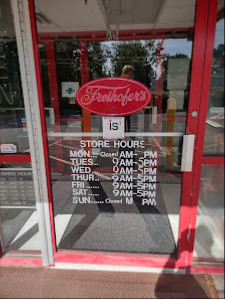 Freihofer's
is
STORE HOURS
MON... Closed 9AM- PM
TUES.. 9AM-5PM
WED.... 9AM-5PM
THUR... 9AM-5PM
FRI...... 9AM-5PM
SAT..... 9AM-5PM
SUN...... Closed M PM